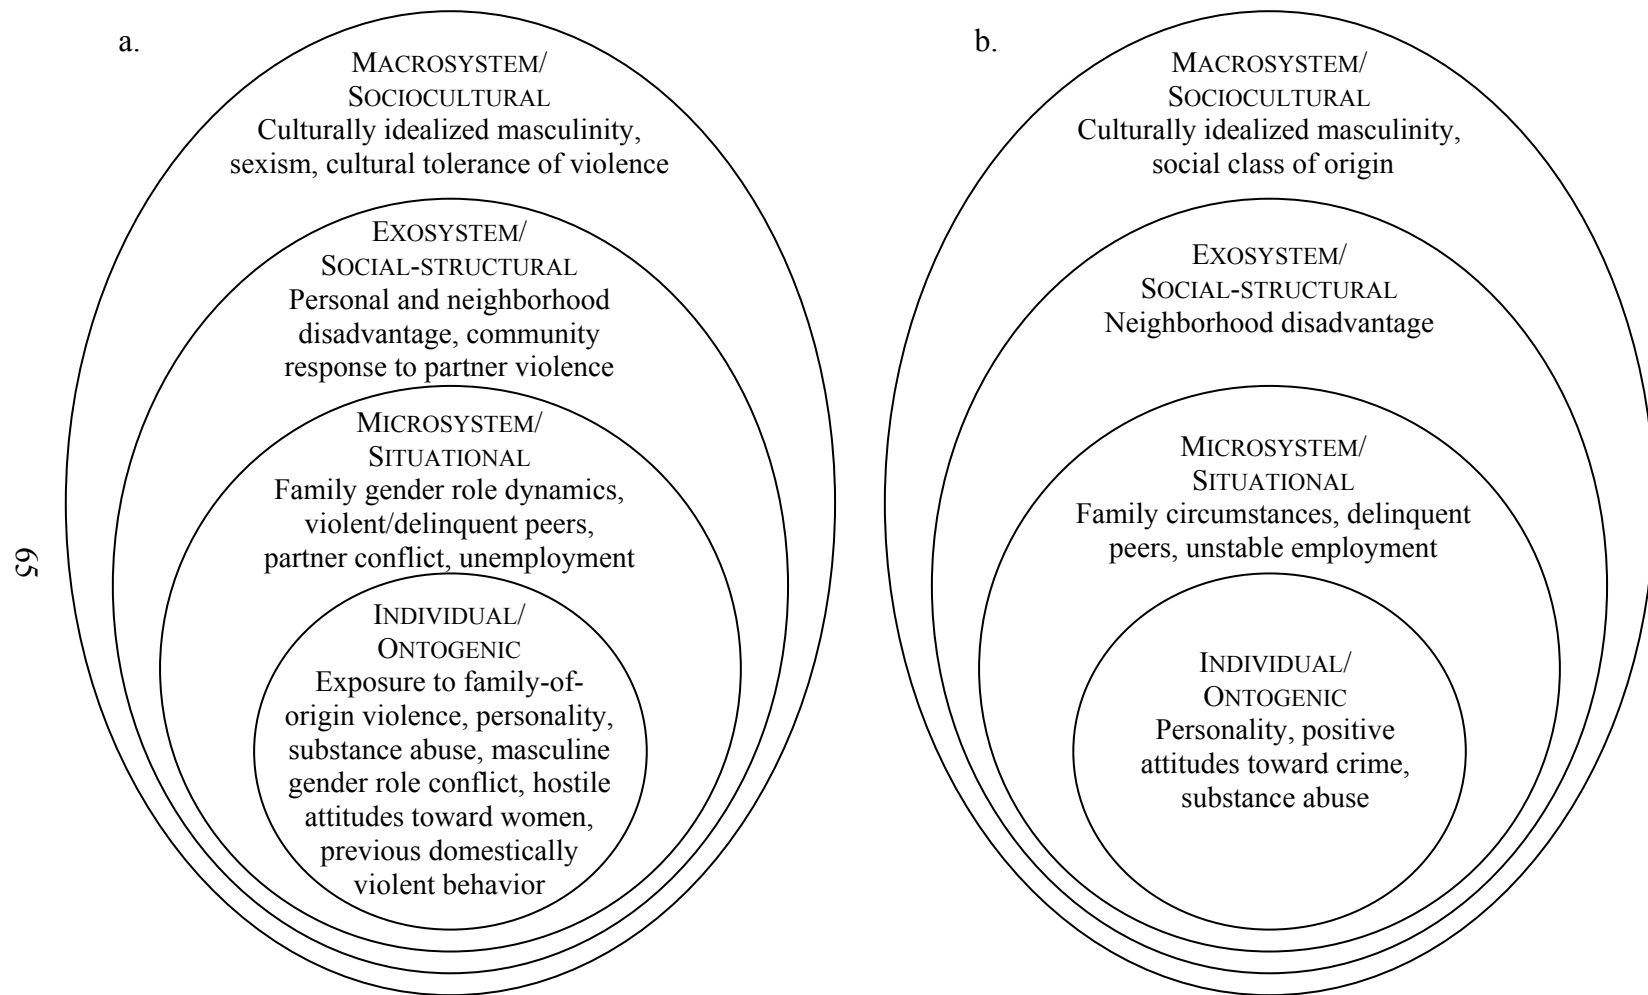 a.
MACROSYSTEM/
SOCIOCULTURAL
Culturally idealized masculinity,
sexism, cultural tolerance of violence
EXOSYSTEM/
SOCIAL-STRUCTURAL
Personal and neighborhood
disadvantage, community
response to partner violence
MICROSYSTEM/
SITUATIONAL
Family gender role dynamics,
violent/delinquent peers,
partner conflict, unemployment
INDIVIDUAL/
ONTOGENIC
Exposure to family-of-
origin violence, personality,
substance abuse, masculine
gender role conflict, hostile
attitudes toward women,
previous domestically
violent behavior
b.
MACROSYSTEM/
SOCIOCULTURAL
Culturally idealized masculinity,
social class of origin
EXOSYSTEM/
SOCIAL-STRUCTURAL
Neighborhood disadvantage
MICROSYSTEM/
SITUATIONAL
Family circumstances, delinquent
peers, unstable employment
INDIVIDUAL/
ONTOGENIC
Personality, positive
attitudes toward crime,
substance abuse
65